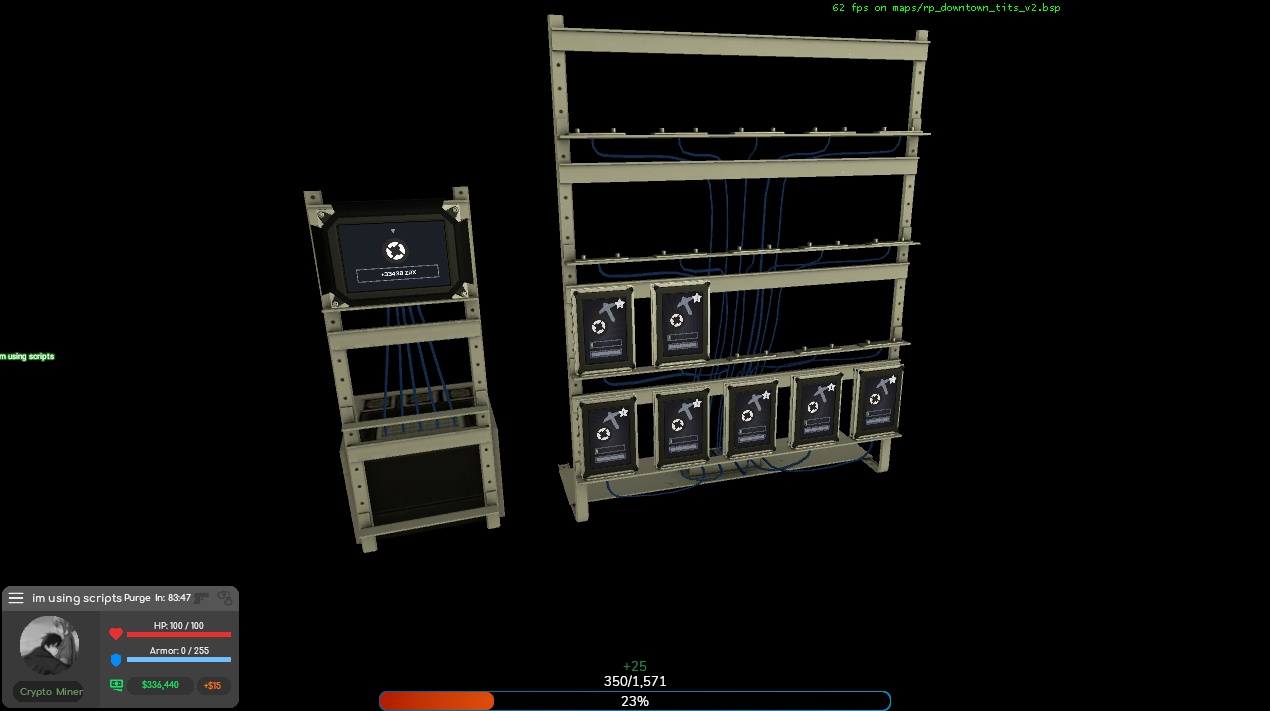 62 fps on maps/rp_downtown_tits_v2.bsp
m using scripts
im using scripts
Purge In: 83:47
HP: 100 / 100
Armor: 0 / 255
$336,440
+$15
Crypto Miner
+25
350/1,571
23%